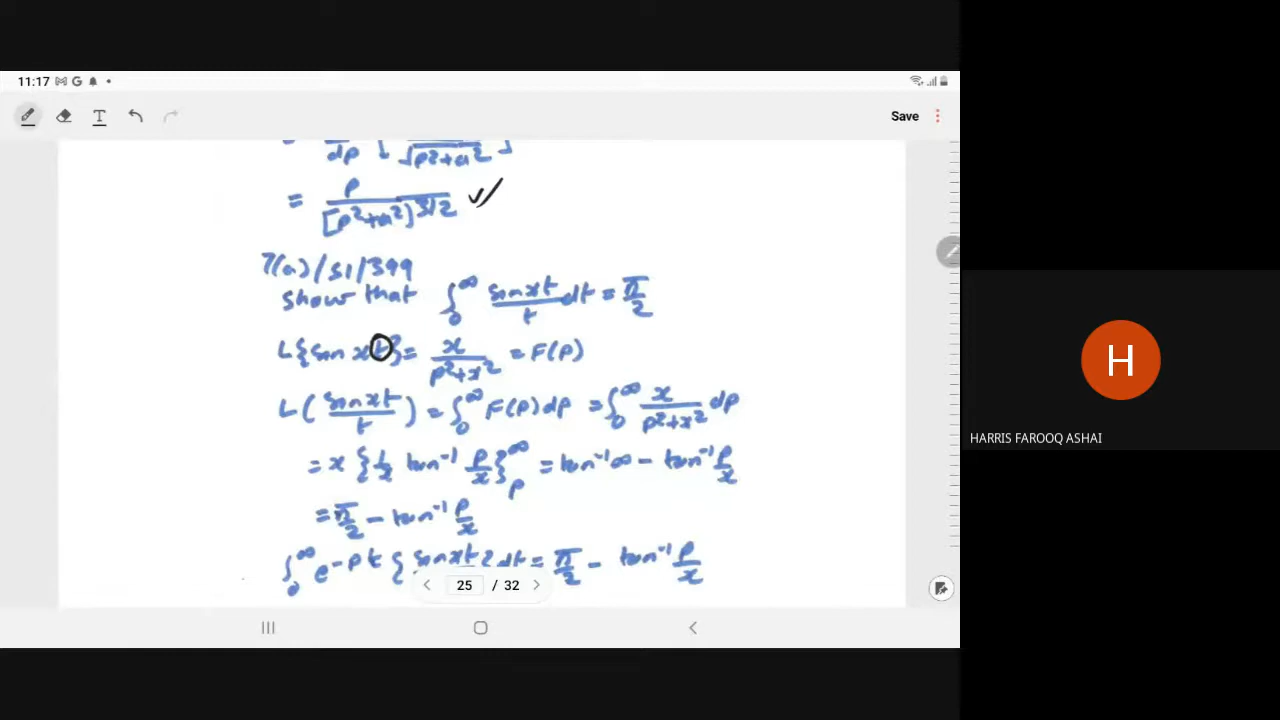 11:17
Save
dp √p²+a²
= p / [p²+a²]^3/2
7(a)/51/399
show that ∫₀^∞ sin xt / t dt = π/2
L{sin xt} = x / p²+x² = F(p)
L( sin xt / t ) = ∫₀^∞ F(p) dp = ∫₀^∞ x / p²+x² dp
= x { 1/x tan⁻¹ p/x }_p^∞ = tan⁻¹ ∞ − tan⁻¹ p/x
= π/2 − tan⁻¹ p/x
∫₀^∞ e^−pt { sin xt } dt = π/2 − tan⁻¹ p/x
25 / 32
H
HARRIS FAROOQ ASHAI